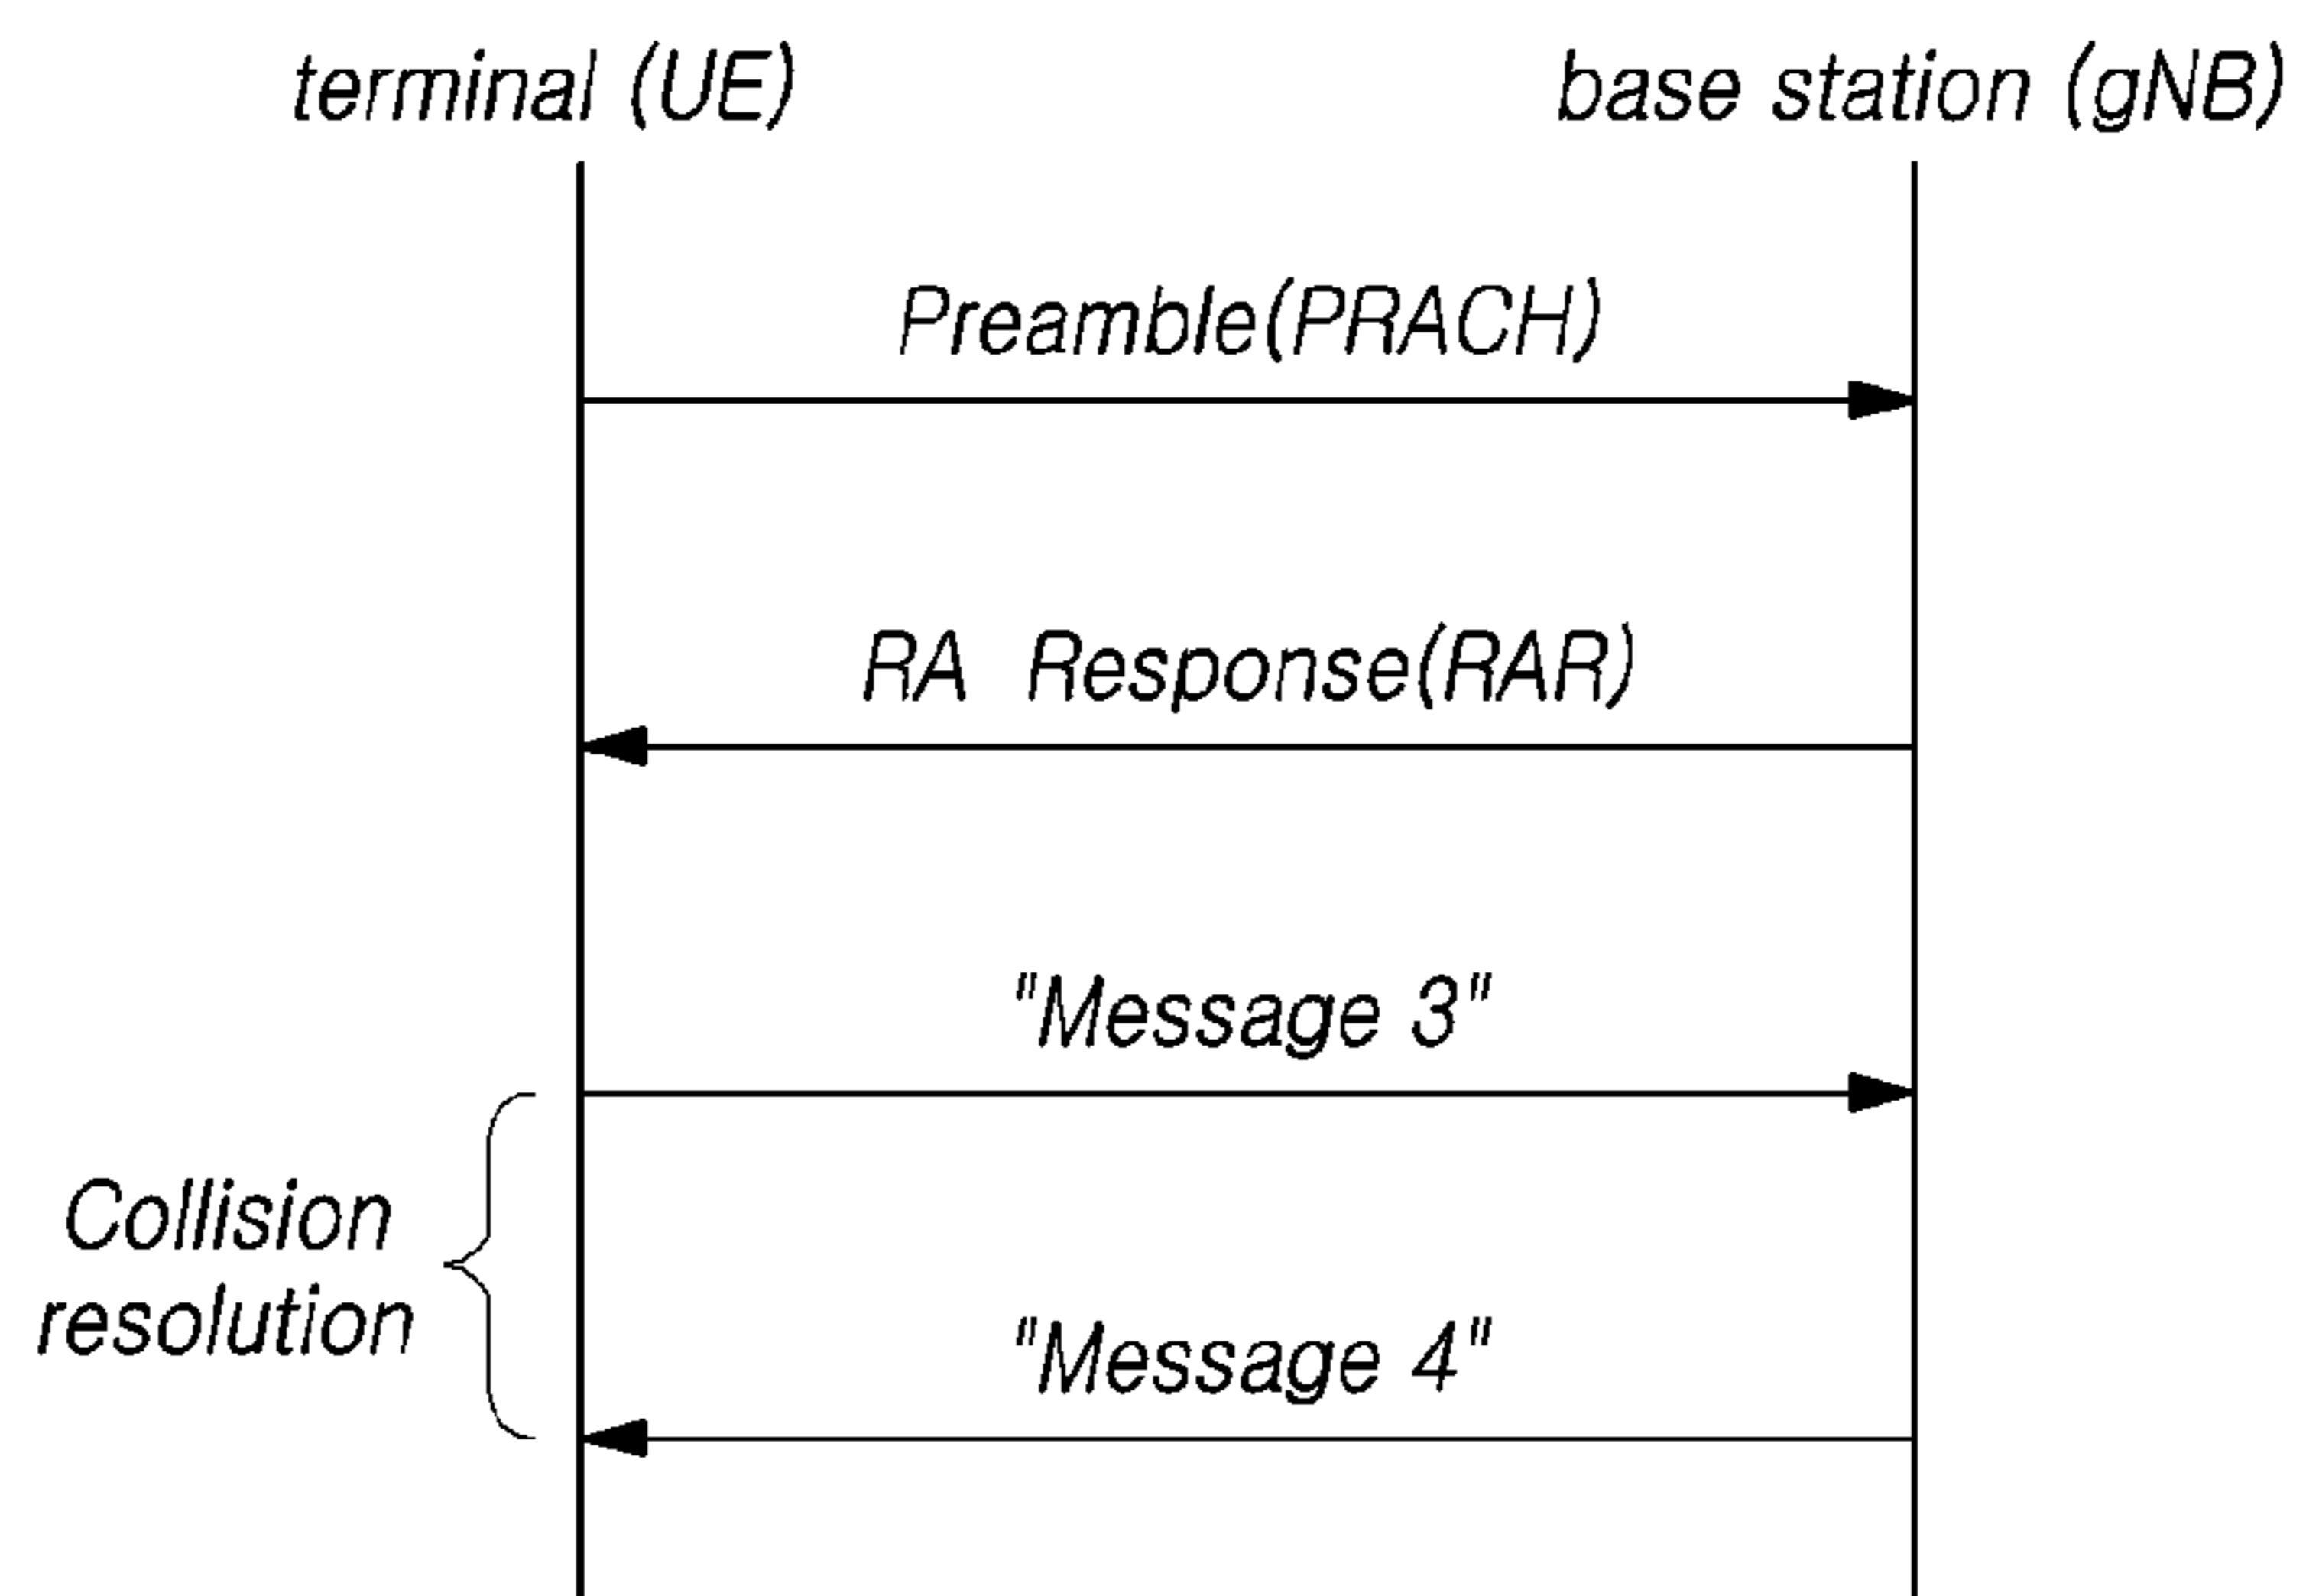 terminal (UE)
base station (gNB)
Preamble(PRACH)
RA Response(RAR)
"Message 3"
Collision
resolution
"Message 4"